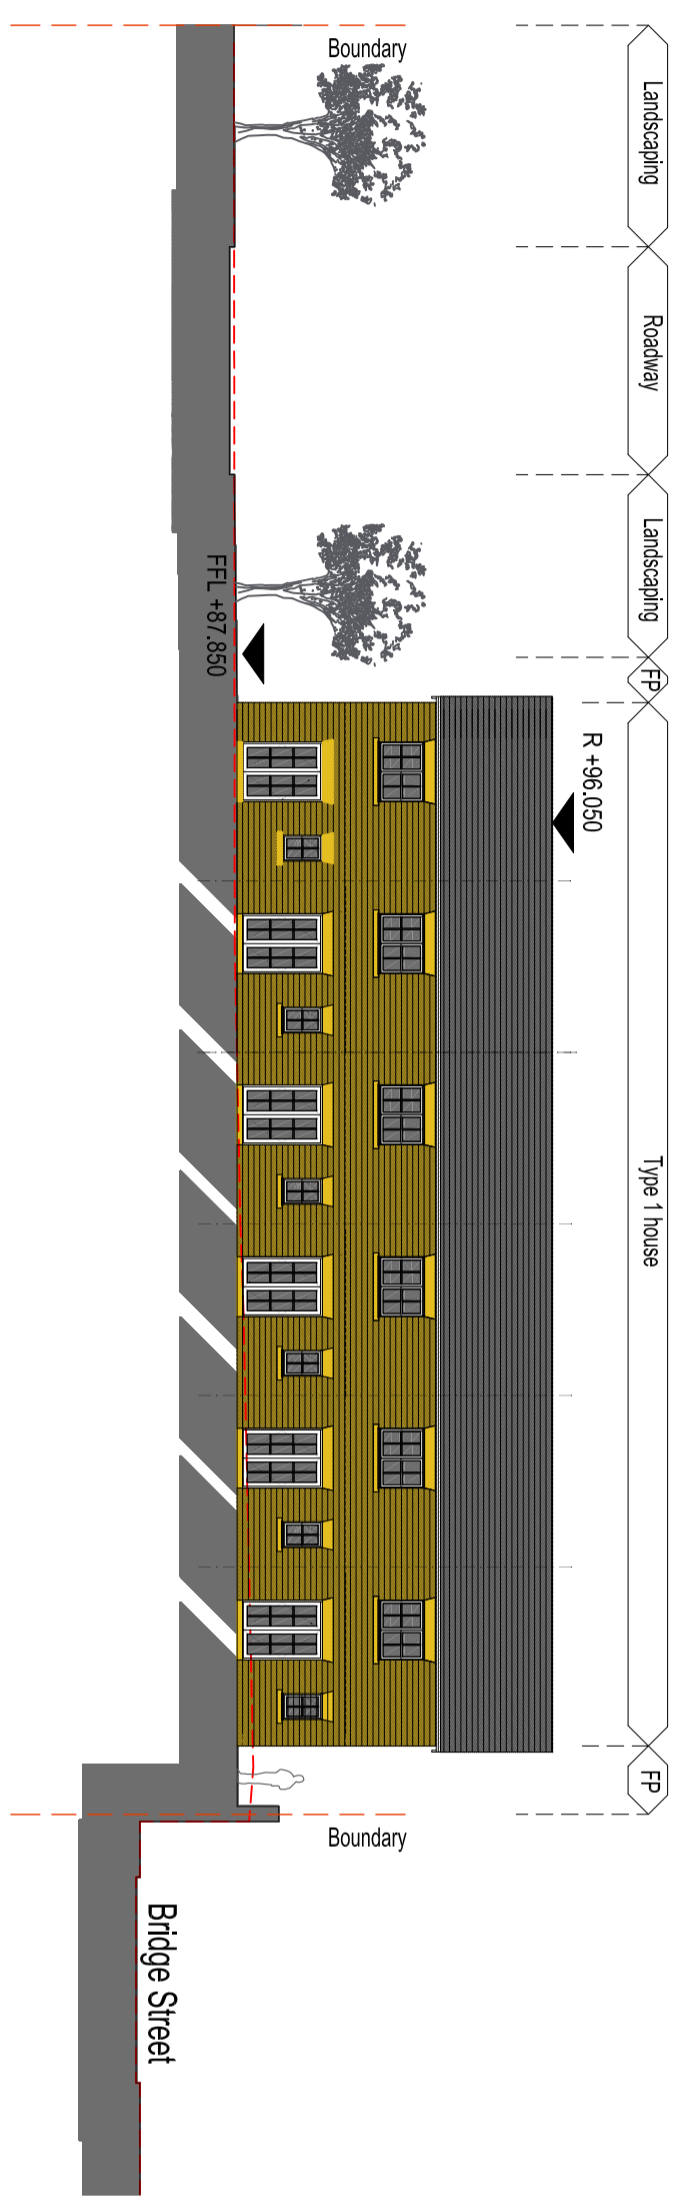 Landscaping
Roadway
Landscaping
FP
Type 1 house
FP
R +96.050
Boundary
Boundary
FFL +87.850
Bridge Street